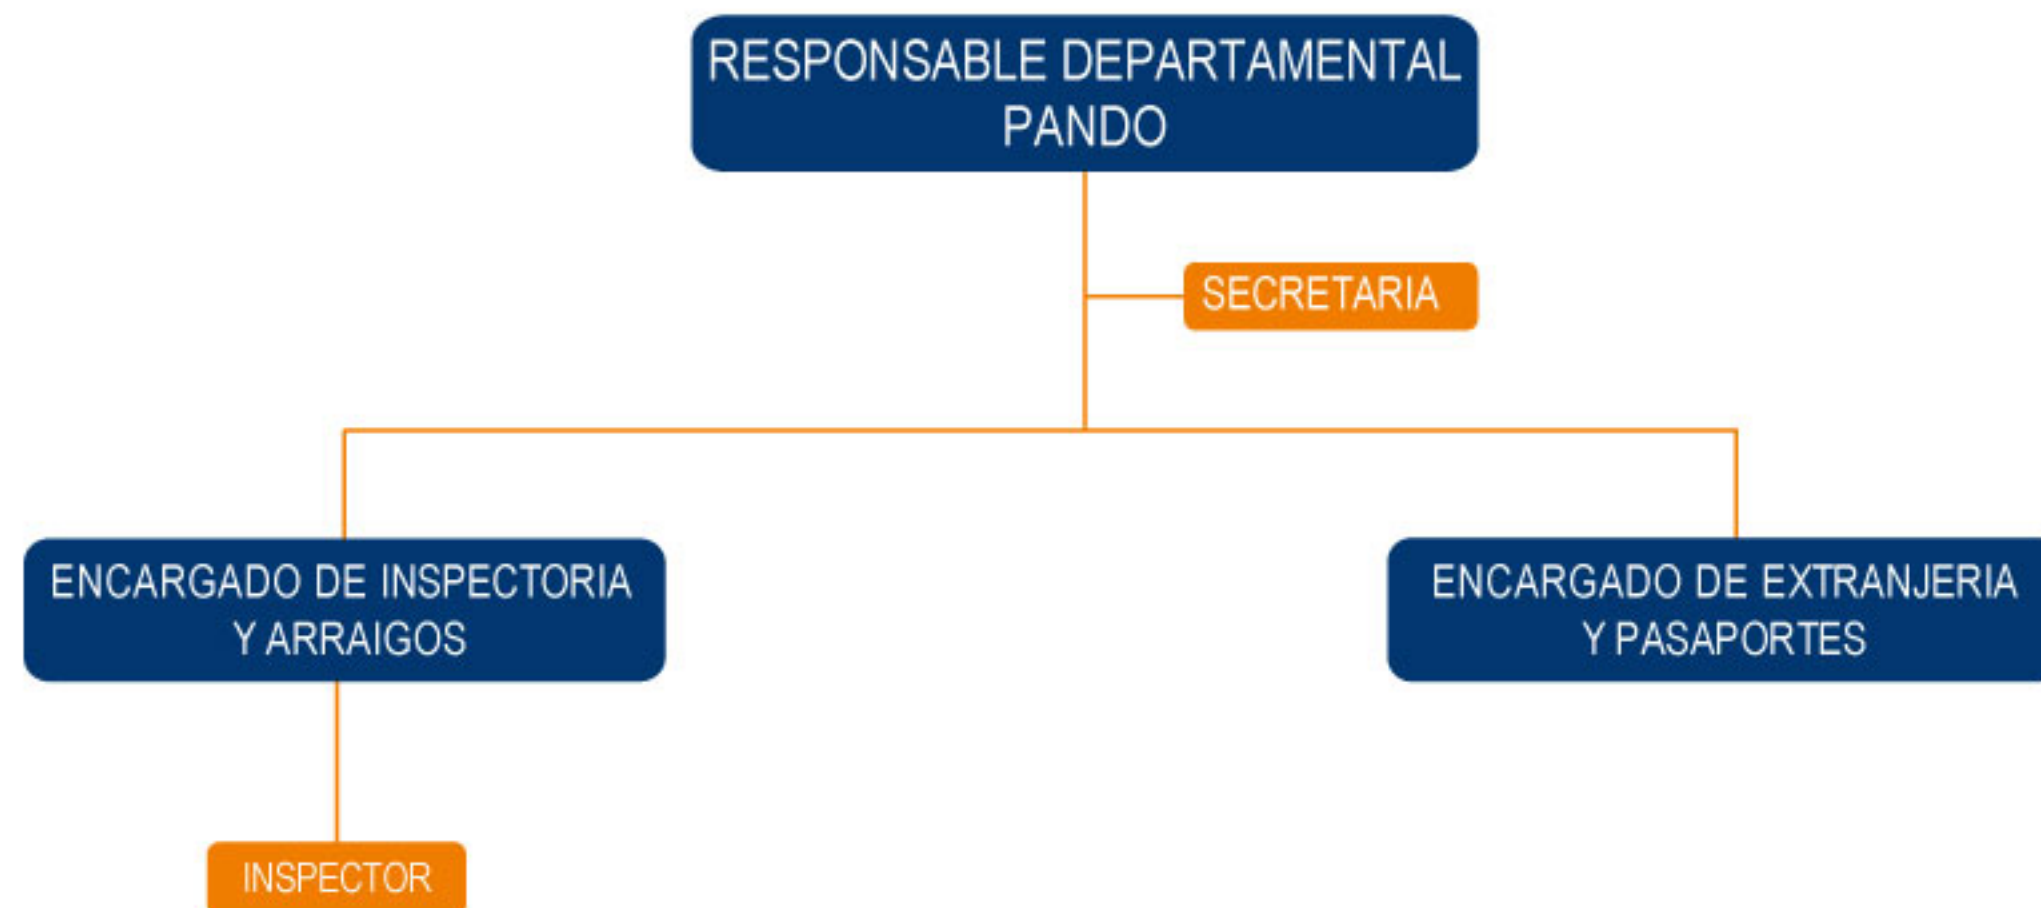 RESPONSABLE DEPARTAMENTAL
PANDO
SECRETARIA
ENCARGADO DE INSPECTORIA
Y ARRAIGOS
ENCARGADO DE EXTRANJERIA
Y PASAPORTES
INSPECTOR